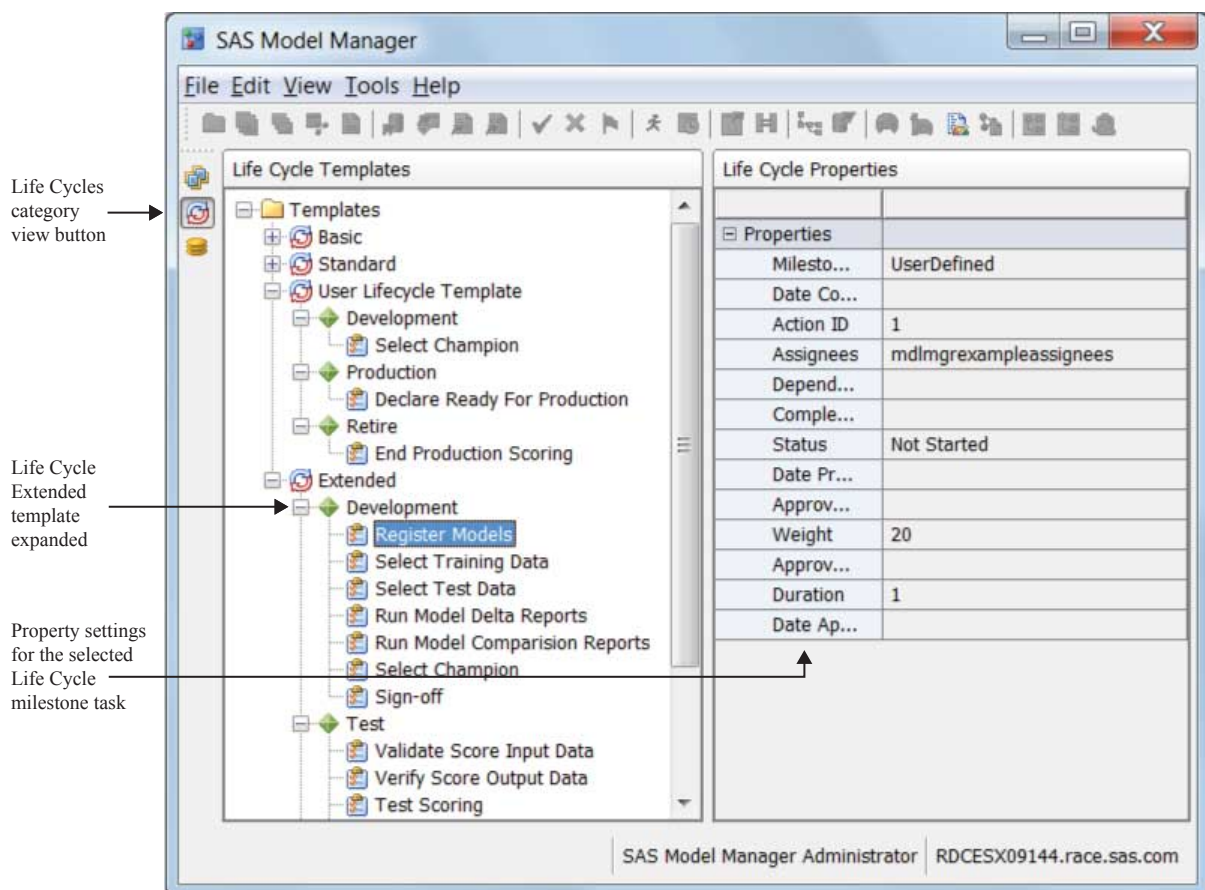 SAS Model Manager
File Edit View Tools Help
Life Cycles
category
view button
Life Cycle
Extended
template
expanded
Property settings
for the selected
Life Cycle
milestone task
Life Cycle Templates
Templates
Basic
Standard
User Lifecycle Template
Development
Select Champion
Production
Declare Ready For Production
Retire
End Production Scoring
Extended
Development
Register Models
Select Training Data
Select Test Data
Run Model Delta Reports
Run Model Comparision Reports
Select Champion
Sign-off
Test
Validate Score Input Data
Verify Score Output Data
Test Scoring
Life Cycle Properties
Properties
Milesto... UserDefined
Date Co...
Action ID 1
Assignees mdlmgrexampleassignees
Depend...
Comple...
Status Not Started
Date Pr...
Approv...
Weight 20
Approv...
Duration 1
Date Ap...
SAS Model Manager Administrator RDCESX09144.race.sas.com